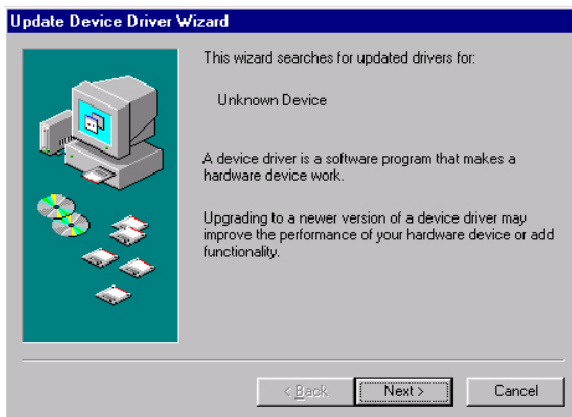 Update Device Driver Wizard
This wizard searches for updated drivers for:
Unknown Device
A device driver is a software program that makes a
hardware device work.
Upgrading to a newer version of a device driver may
improve the performance of your hardware device or add
functionality.
< Back
Next >
Cancel